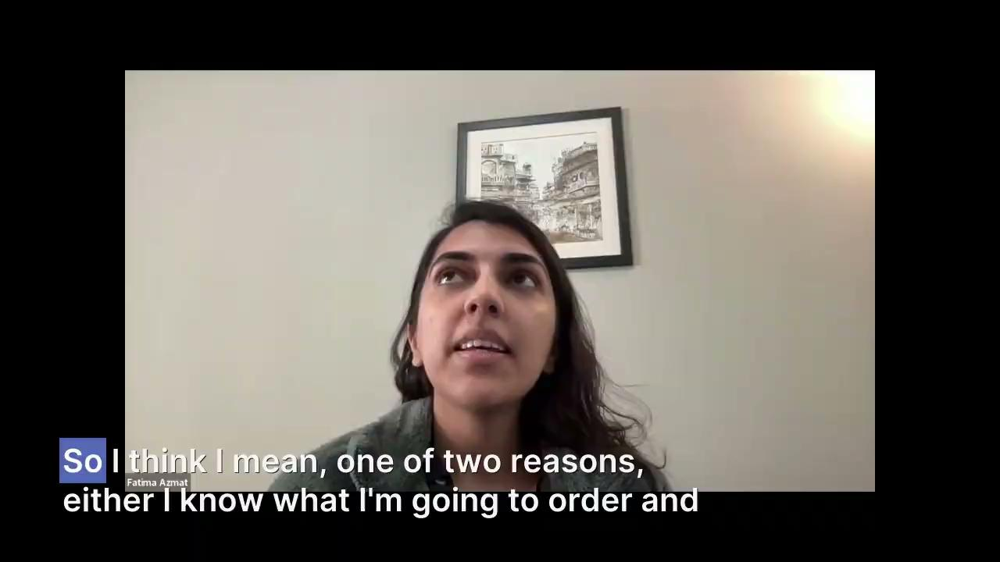 So I think I mean, one of two reasons,
Fatima Azmat
either I know what I'm going to order and